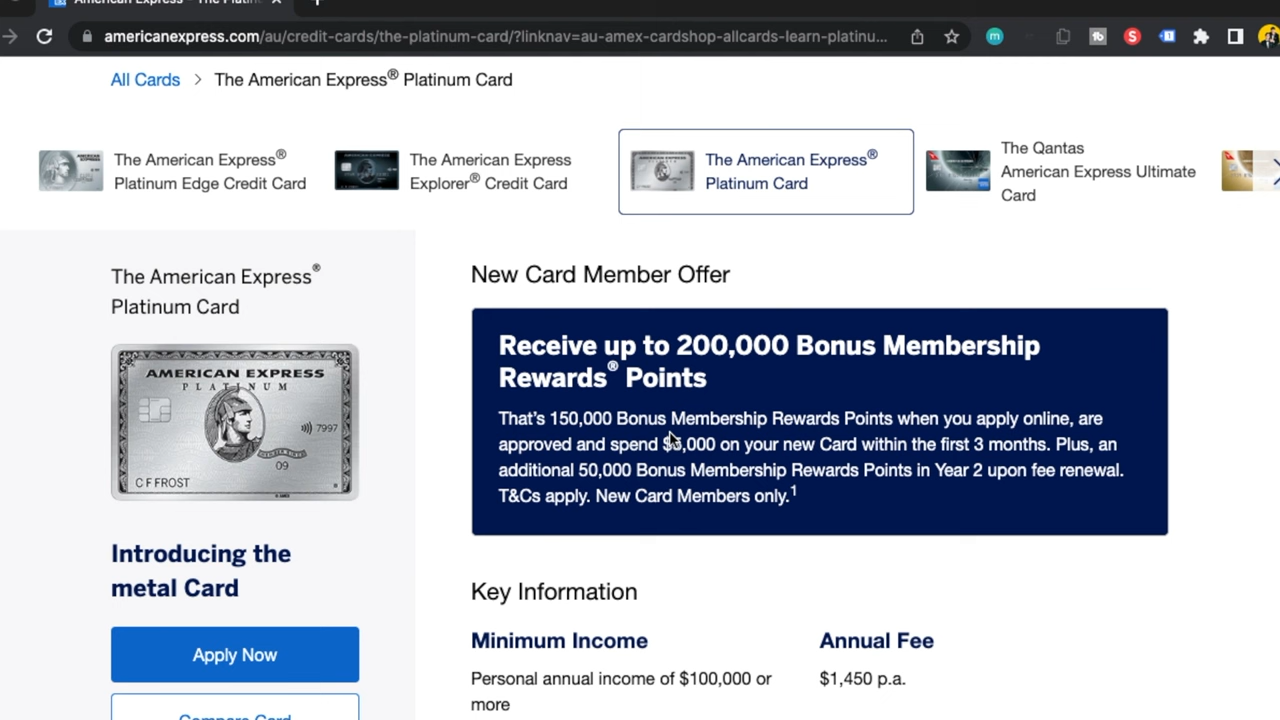 American Express - The Platin
americanexpress.com/au/credit-cards/the-platinum-card/?linknav=au-amex-cardshop-allcards-learn-platinu...
All Cards > The American Express® Platinum Card
The American Express®
Platinum Edge Credit Card
The American Express
Explorer® Credit Card
The American Express®
Platinum Card
The Qantas
American Express Ultimate
Card
The American Express®
Platinum Card
AMERICAN EXPRESS
PLATINUM
7997
09
C F FROST
Introducing the
metal Card
Apply Now
Compare Card
New Card Member Offer
Receive up to 200,000 Bonus Membership
Rewards® Points
That's 150,000 Bonus Membership Rewards Points when you apply online, are
approved and spend ,000 on your new Card within the first 3 months. Plus, an
additional 50,000 Bonus Membership Rewards Points in Year 2 upon fee renewal.
T&Cs apply. New Card Members only.1
Key Information
Minimum Income
Personal annual income of $100,000 or
more
Annual Fee
$1,450 p.a.